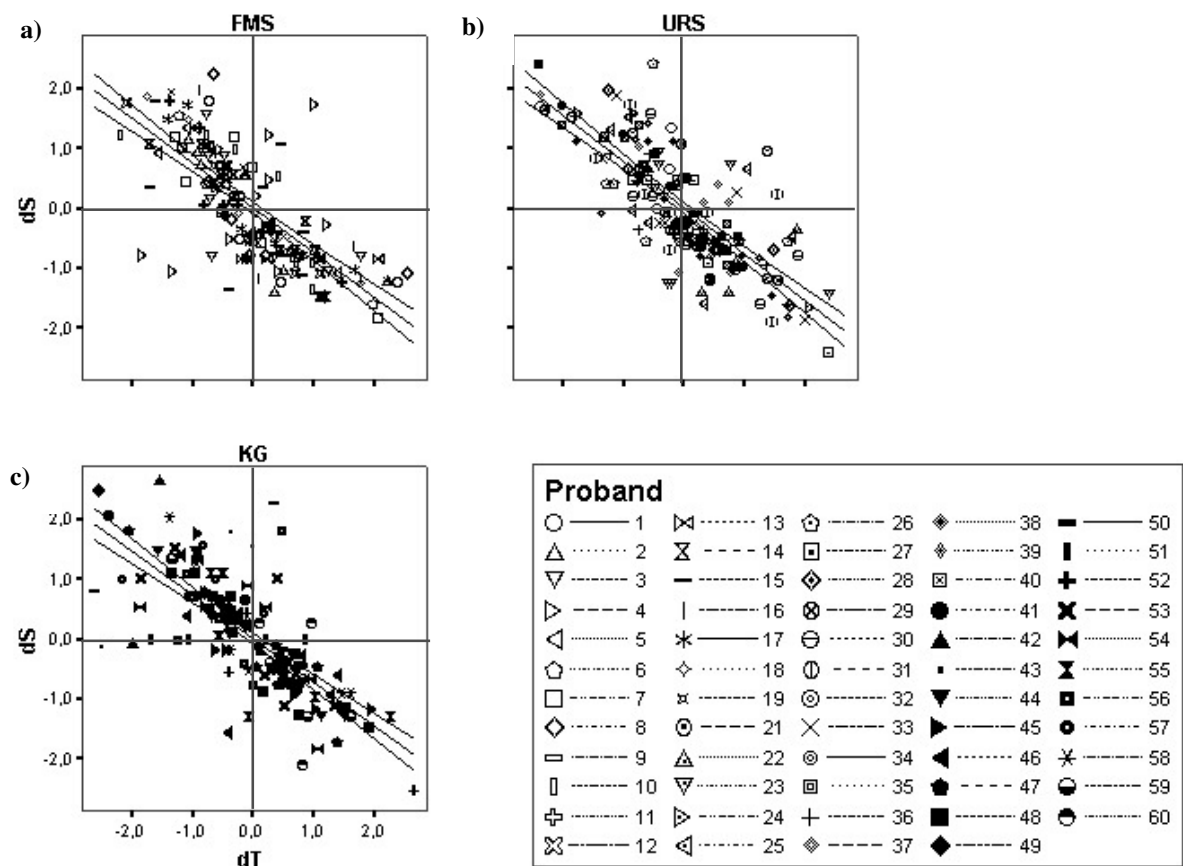 a)
FMS
b)
URS
2,0
1,0
0,0
-1,0
-2,0
dS
c)
KG
2,0
1,0
0,0
-1,0
-2,0
dS
-2,0 -1,0 0,0 1,0 2,0
dT
Proband
1 13 26 38 50
2 14 27 39 51
3 15 28 40 52
4 16 29 41 53
5 17 30 42 54
6 18 31 43 55
7 19 32 44 56
8 21 33 45 57
9 22 34 46 58
10 23 35 47 59
11 24 36 48 60
12 25 37 49